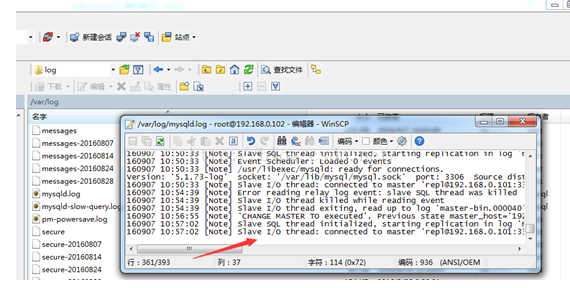 新建会话
站点
log
查找文件
下载
编辑
属性
/var/log
名字
messages
messages-20160807
messages-20160814
messages-20160824
messages-20160828
mysqld.log
mysqld-slow-query.log
pm-powersave.log
secure
secure-20160807
secure-20160814
secure-20160824
/var/log/mysqld.log - root@192.168.0.102 - 编辑器 - WinSCP
编码
颜色
160907 10:38:32 [Note] Slave SQL thread initialized, starting replication in log
160907 10:38:32 [Note] Event Scheduler: Loaded 0 events
160907 10:38:32 [Note] /usr/libexec/mysqld: ready for connections.
Version: '5.1.73-log' socket: '/var/lib/mysql/mysql.sock' port: 3306 Source dist
160907 10:38:32 [Note] Slave I/O thread: connected to master 'repl@192.168.0.101:33
160907 10:54:39 [Note] Error reading relay log event: slave SQL thread was killed
160907 10:54:39 [Note] Slave I/O thread killed while reading event
160907 10:54:39 [Note] Slave I/O thread exiting, read up to log 'master-bin.000040'
160907 10:56:55 [Note] 'CHANGE MASTER TO executed'. Previous state master_host='192
160907 10:57:02 [Note] Slave SQL thread initialized, starting replication in log
160907 10:57:02 [Note] Slave I/O thread: connected to master 'repl@192.168.0.101:33
行: 361/393
列: 37
字符: 114 (0x72)
编码: 936 (ANSI/OEM